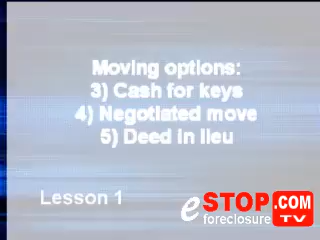 Moving options:
3) Cash for keys
4) Negotiated move
5) Deed in lieu
Lesson 1
eSTOP.COM
foreclosure TV